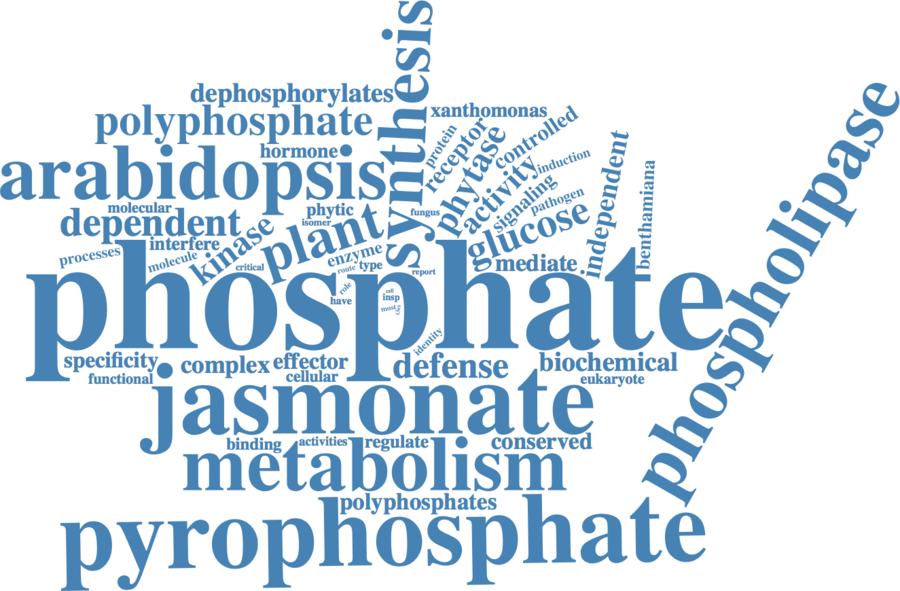 synthesis
dephosphorylates
xanthomonas
polyphosphate
protein
receptor
phytase
controlled
phospholipase
arabidopsis
hormone
activity
induction
independent
benthamiana
molecular
phytic
fungus
signaling
pathogen
dependent
isomer
plant
glucose
interfere
kinase
enzyme
processes
molecule
critical
route
type
report
mediate
phosphate
role
have
cell
insp
most
key
identity
specificity
complex
effector
defense
biochemical
functional
cellular
eukaryote
jasmonate
binding
activities
regulate
conserved
metabolism
polyphosphates
pyrophosphate